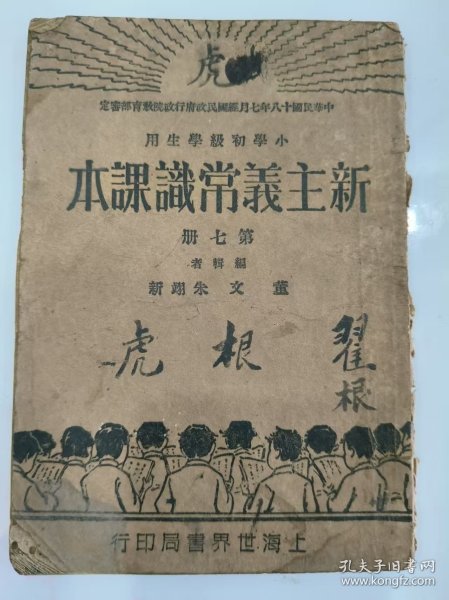 虎
中華民國十八年七月經國民政府行政院教育部審定
小學初級學生用
新主義常識課本
第七册
編輯者
董文 朱翊新
翟根虎
根
上海世界書局印行
孔夫子旧书网
www.kongfz.com